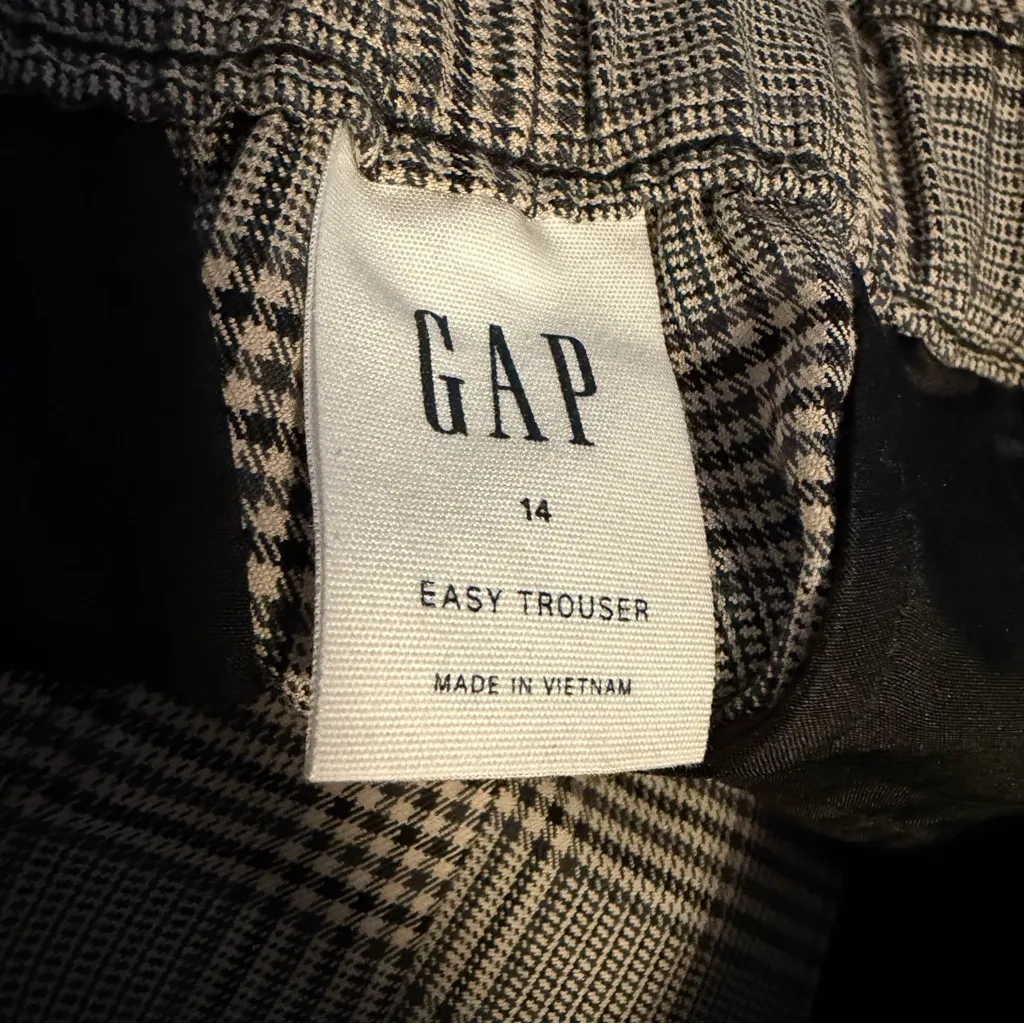 GAP
14
EASY TROUSER
MADE IN VIETNAM